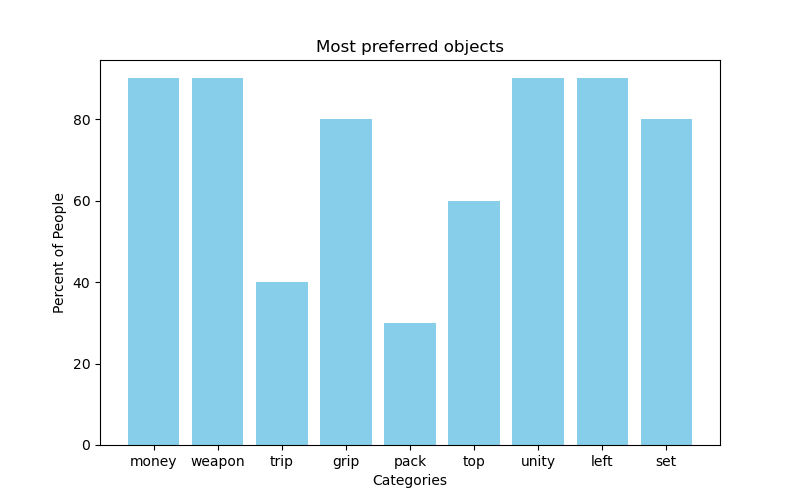 Most preferred objects
Percent of People
80
60
40
20
0
money weapon trip grip pack top unity left set
Categories